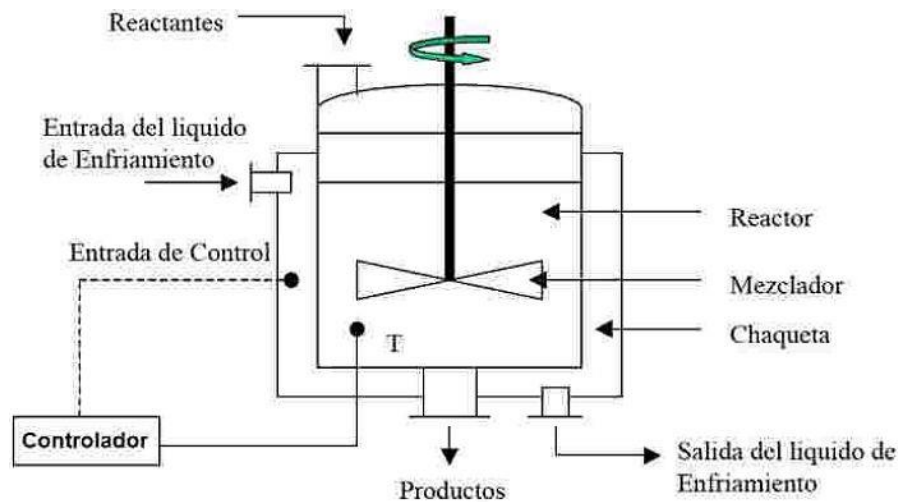 Reactantes
Entrada del liquido
de Enfriamiento
Reactor
Entrada de Control
Mezclador
Chaqueta
T
Controlador
Salida del liquido de
Enfriamiento
Productos